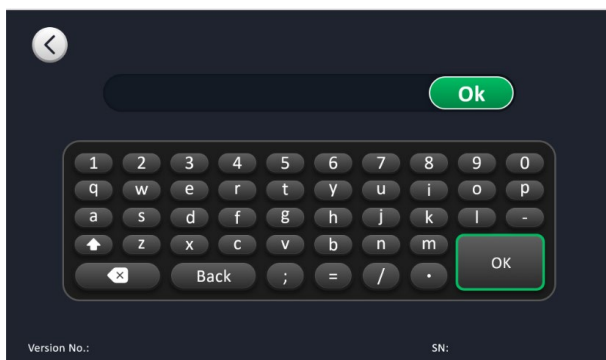 Ok
1 2 3 4 5 6 7 8 9 0
q w e r t y u i o p
a s d f g h j k l -
z x c v b n m
OK
Back ; = / ·
Version No.: SN: